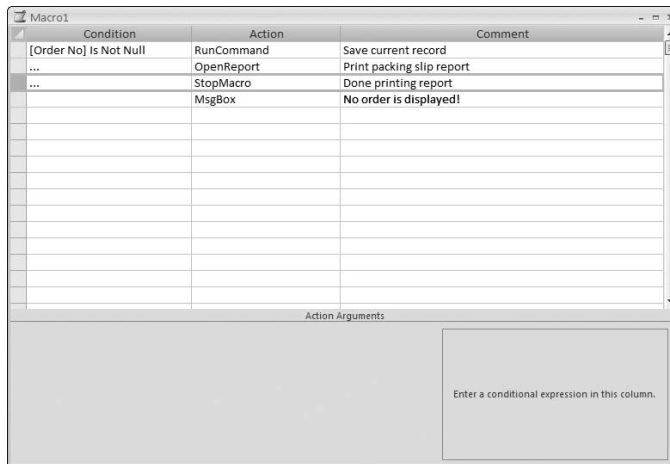 Macro1
Condition Action Comment
[Order No] Is Not Null RunCommand Save current record
... OpenReport Print packing slip report
... StopMacro Done printing report
MsgBox No order is displayed!
Action Arguments
Enter a conditional expression in this column.